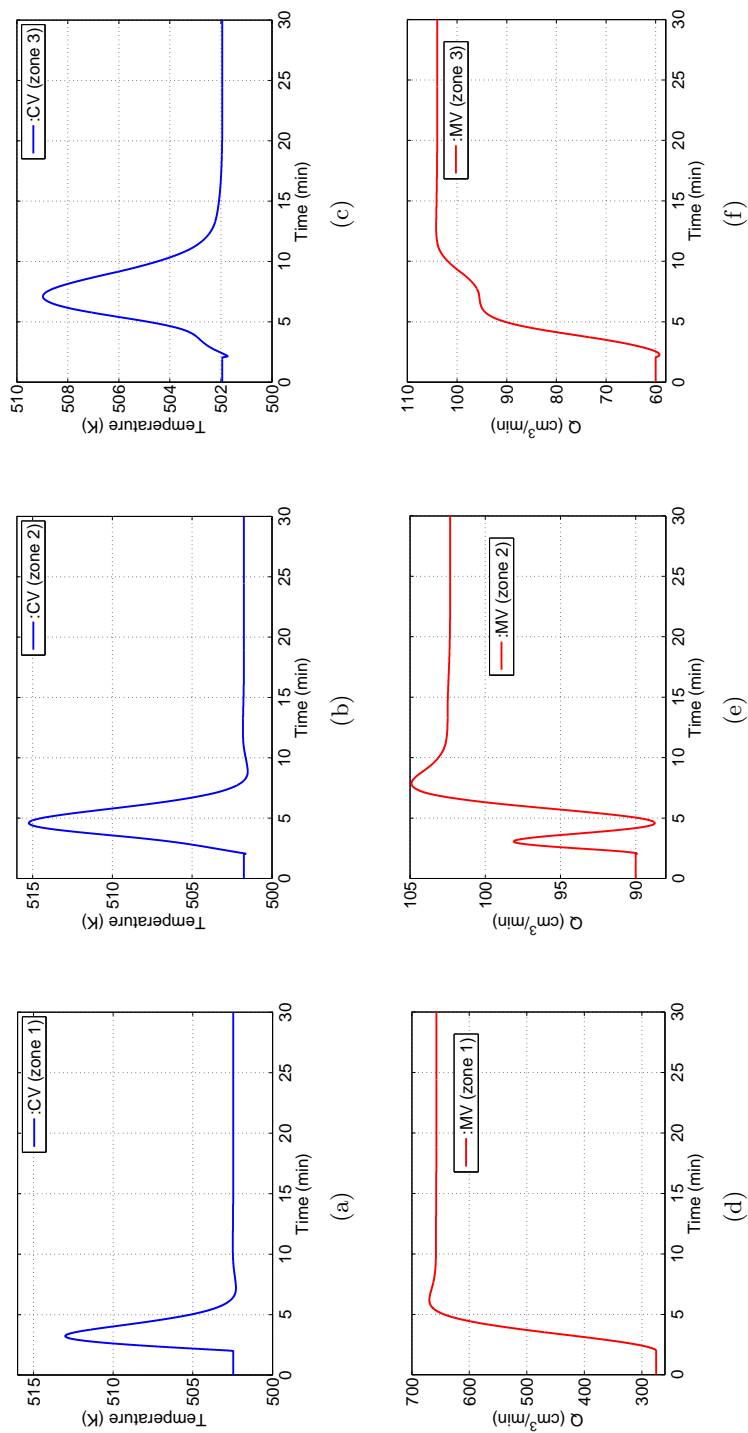 :CV (zone 1)
Temperature (K)
515
510
505
500
0
5
10
15
20
25
30
Time (min)
(a)
:CV (zone 2)
Temperature (K)
515
510
505
500
0
5
10
15
20
25
30
Time (min)
(b)
:CV (zone 3)
Temperature (K)
510
508
506
504
502
500
0
5
10
15
20
25
30
Time (min)
(c)
:MV (zone 1)
Q (cm³/min)
700
600
500
400
300
0
5
10
15
20
25
30
Time (min)
(d)
:MV (zone 2)
Q (cm³/min)
105
100
95
90
0
5
10
15
20
25
30
Time (min)
(e)
:MV (zone 3)
Q (cm³/min)
110
100
90
80
70
60
0
5
10
15
20
25
30
Time (min)
(f)